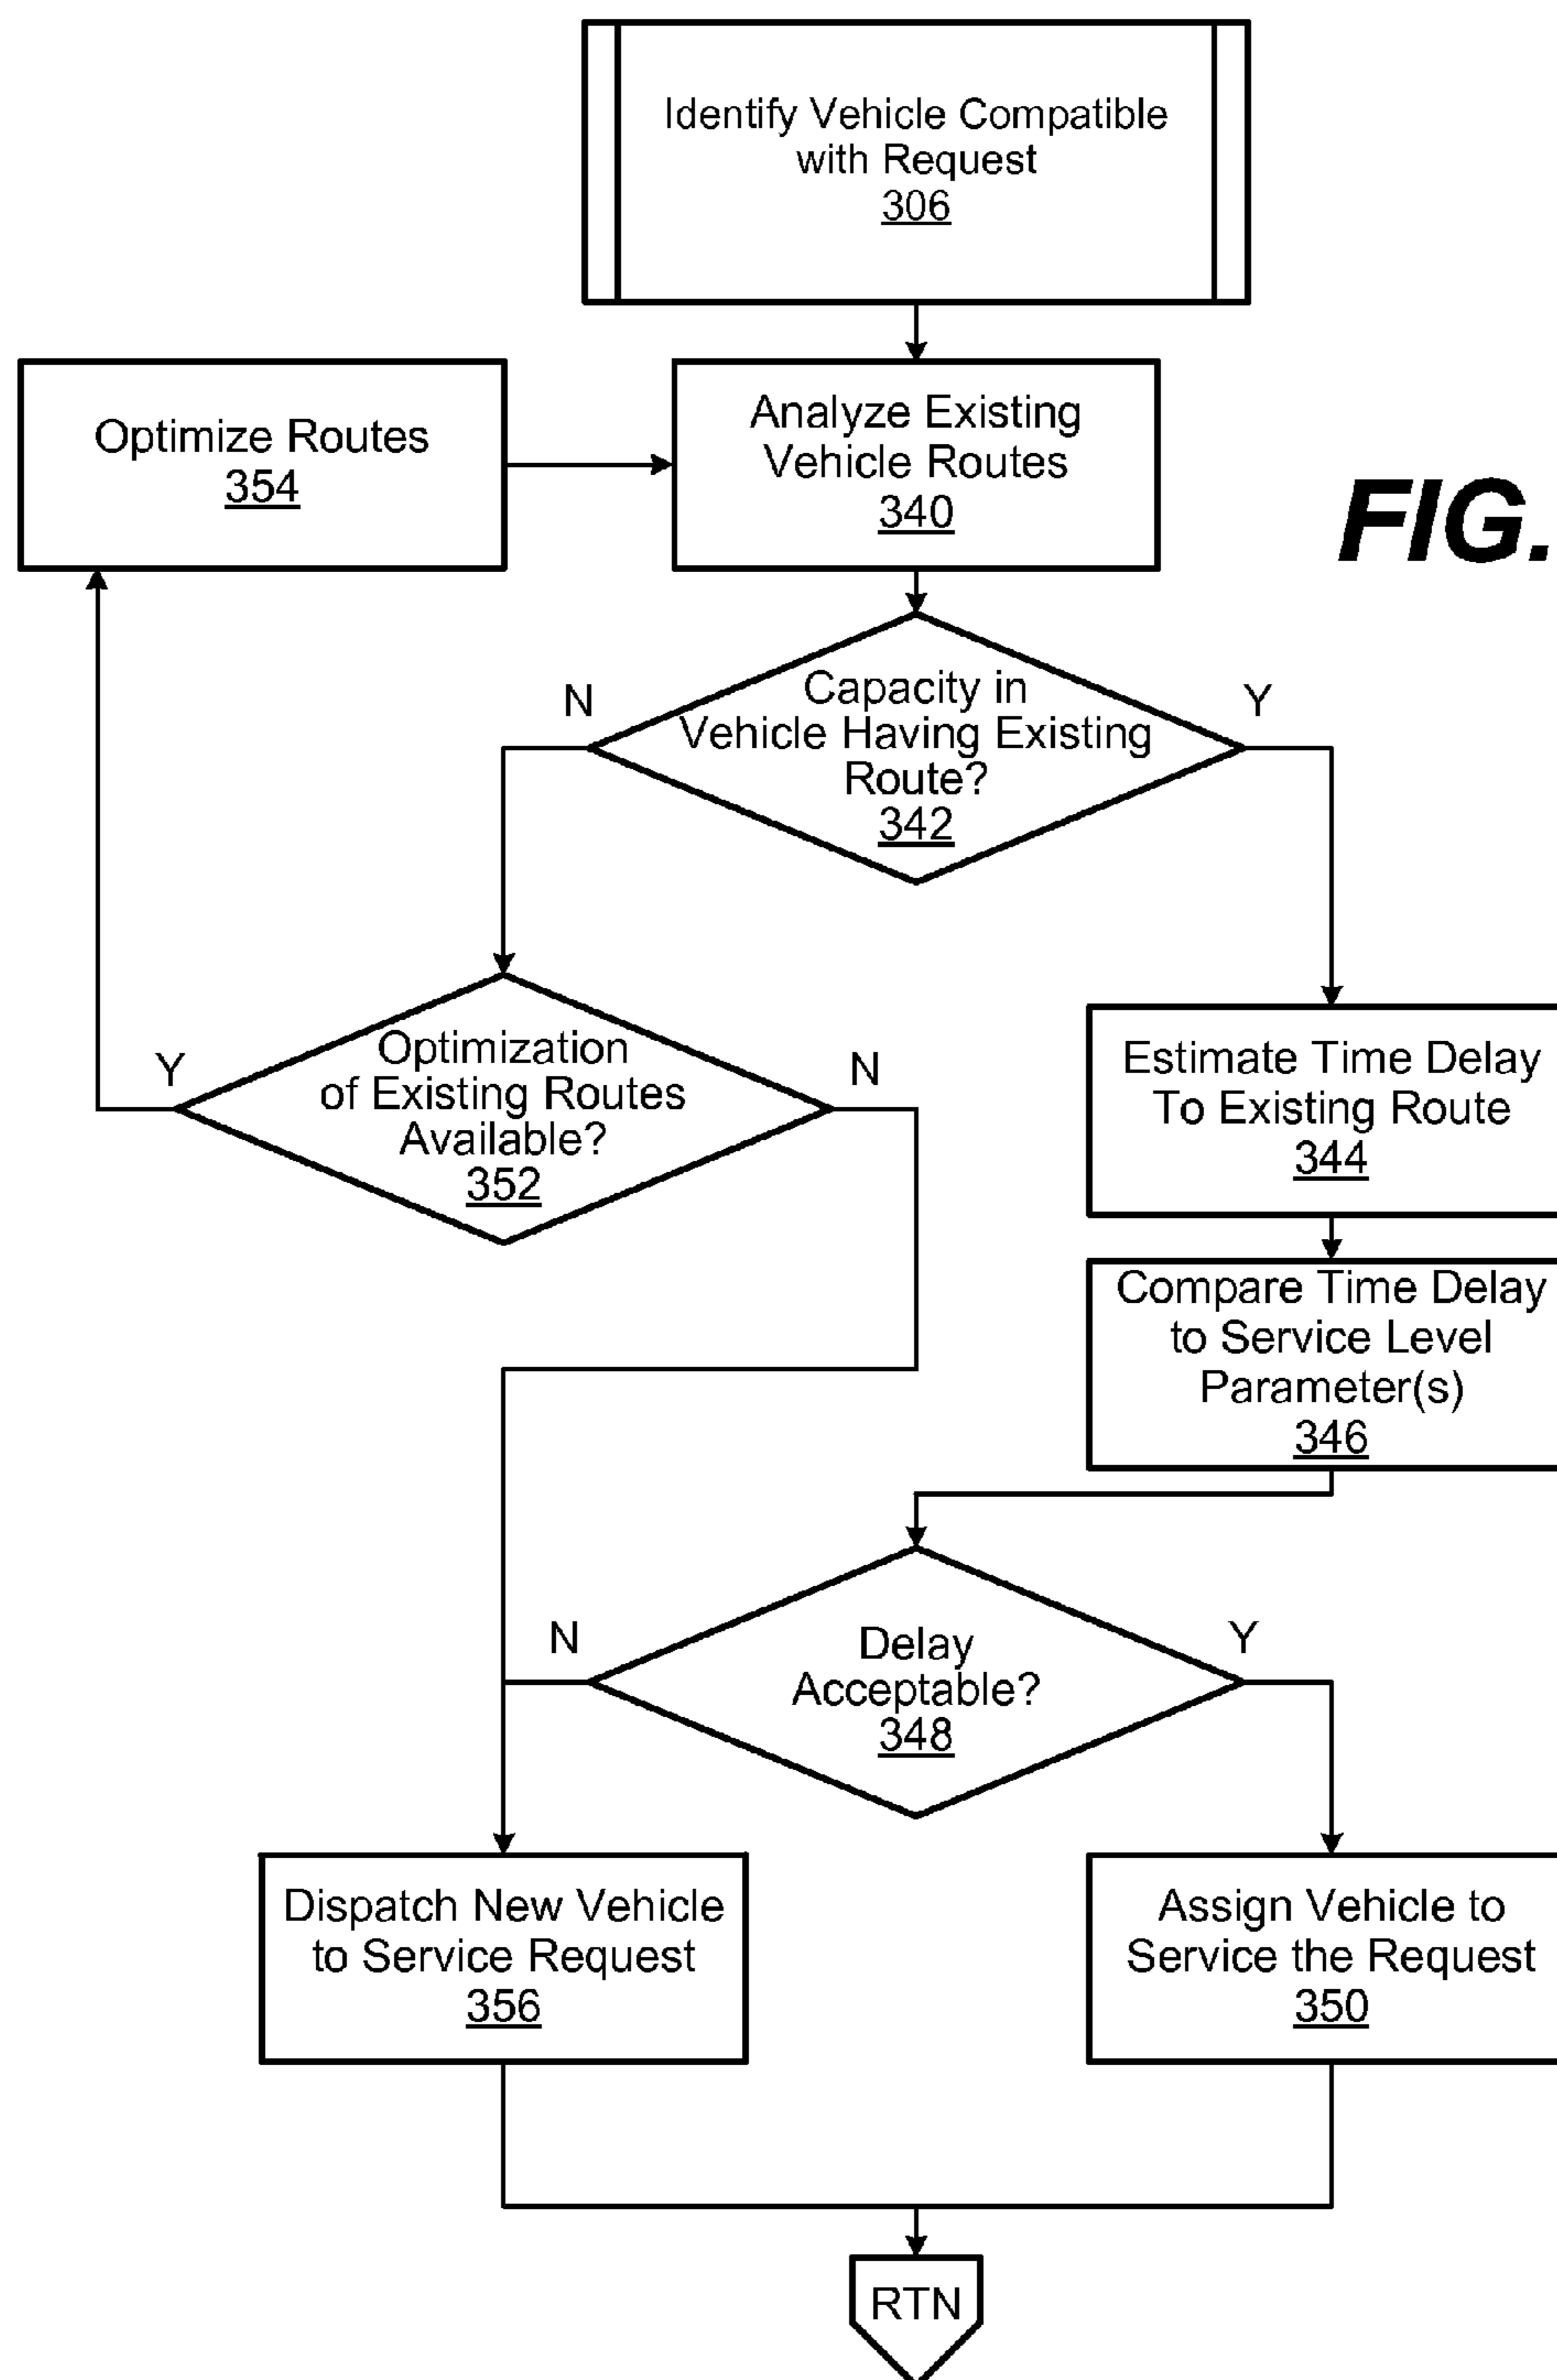 Identify Vehicle Compatible
with Request
306
Optimize Routes
354
Analyze Existing
Vehicle Routes
340
FIG.
N
Capacity in
Vehicle Having Existing
Route?
342
Y
Y
Optimization
of Existing Routes
Available?
352
N
Estimate Time Delay
To Existing Route
344
Compare Time Delay
to Service Level
Parameter(s)
346
N
Delay
Acceptable?
348
Y
Dispatch New Vehicle
to Service Request
356
Assign Vehicle to
Service the Request
350
RTN